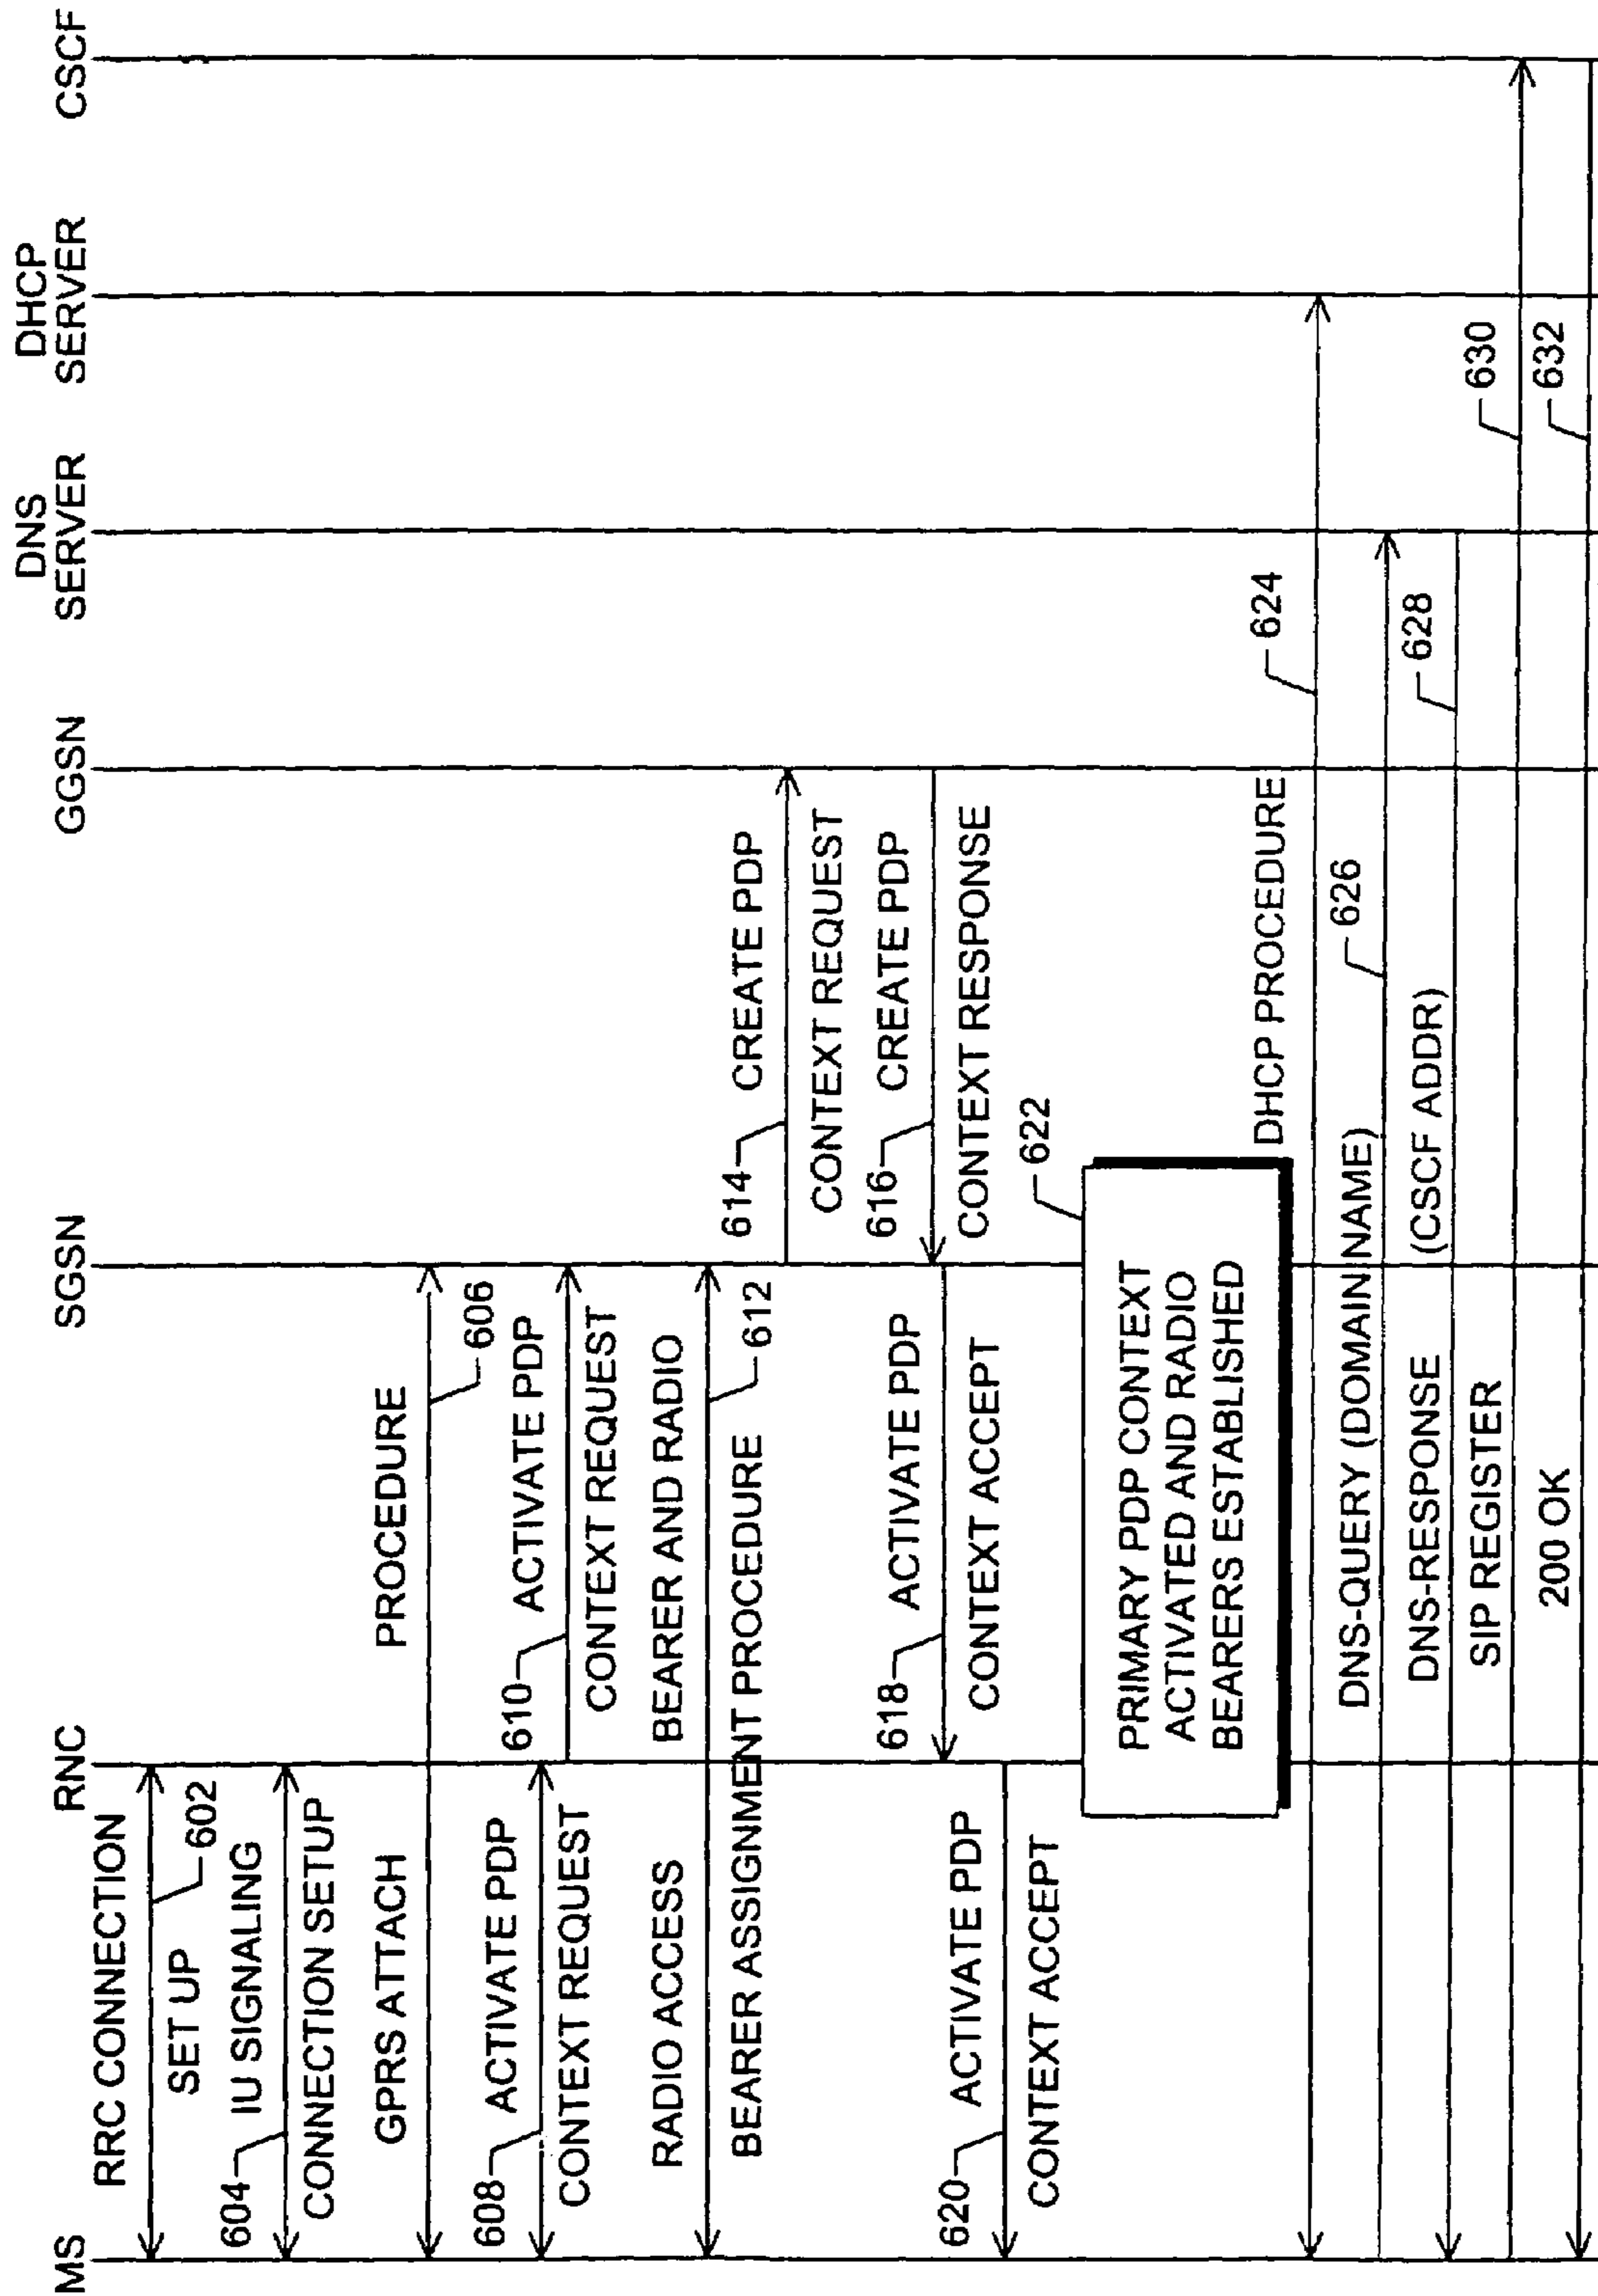 MS
RNC
SGSN
GGSN
DNS
SERVER
DHCP
SERVER
CSCF
RRC CONNECTION
602
SET UP
604
IU SIGNALING
CONNECTION SETUP
GPRS ATTACH
PROCEDURE
606
608
ACTIVATE PDP
CONTEXT REQUEST
610
ACTIVATE PDP
CONTEXT REQUEST
RADIO ACCESS
BEARER AND RADIO
BEARER ASSIGNMENT PROCEDURE
612
614
CREATE PDP
CONTEXT REQUEST
616
CREATE PDP
CONTEXT RESPONSE
618
ACTIVATE PDP
CONTEXT ACCEPT
620
ACTIVATE PDP
CONTEXT ACCEPT
622
PRIMARY PDP CONTEXT
ACTIVATED AND RADIO
BEARERS ESTABLISHED
DHCP PROCEDURE
624
DNS-QUERY (DOMAIN NAME)
626
DNS-RESPONSE
(CSCF ADDR)
628
SIP REGISTER
630
200 OK
632